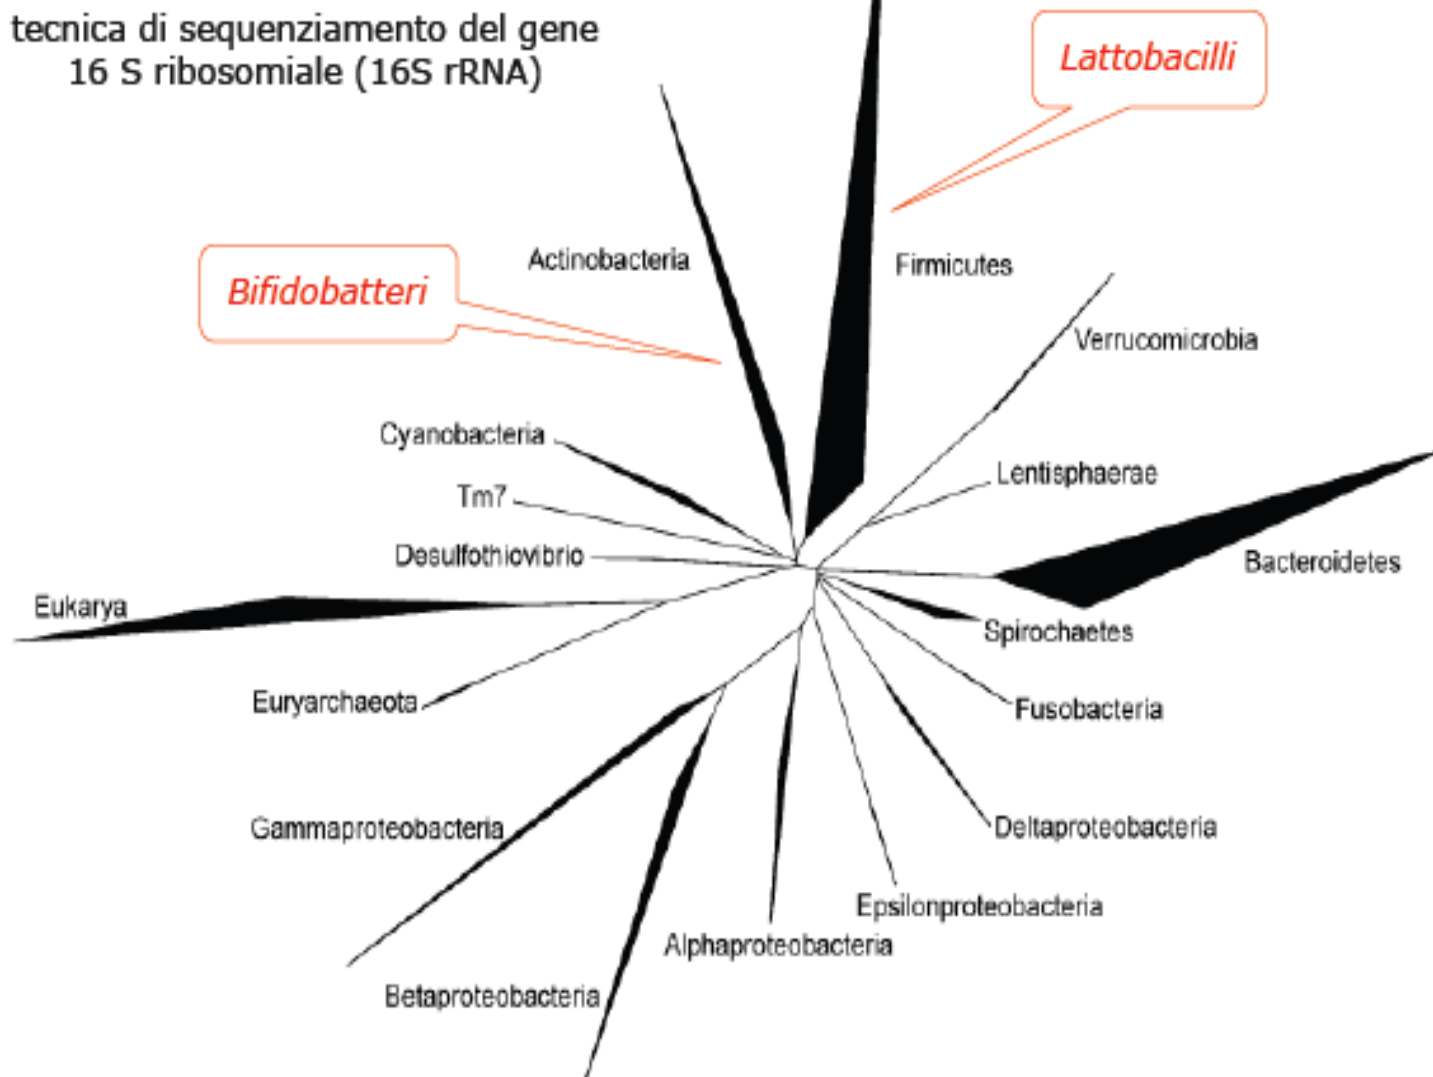 tecnica di sequenziamento del gene
16 S ribosomiale (16S rRNA)
Lattobacilli
Actinobacteria
Firmicutes
Bifidobatteri
Verrucomicrobia
Cyanobacteria
Lentisphaerae
Tm7
Desulfothiovibrio
Bacteroidetes
Eukarya
Spirochaetes
Euryarchaeota
Fusobacteria
Gammaproteobacteria
Deltaproteobacteria
Epsilonproteobacteria
Alphaproteobacteria
Betaproteobacteria